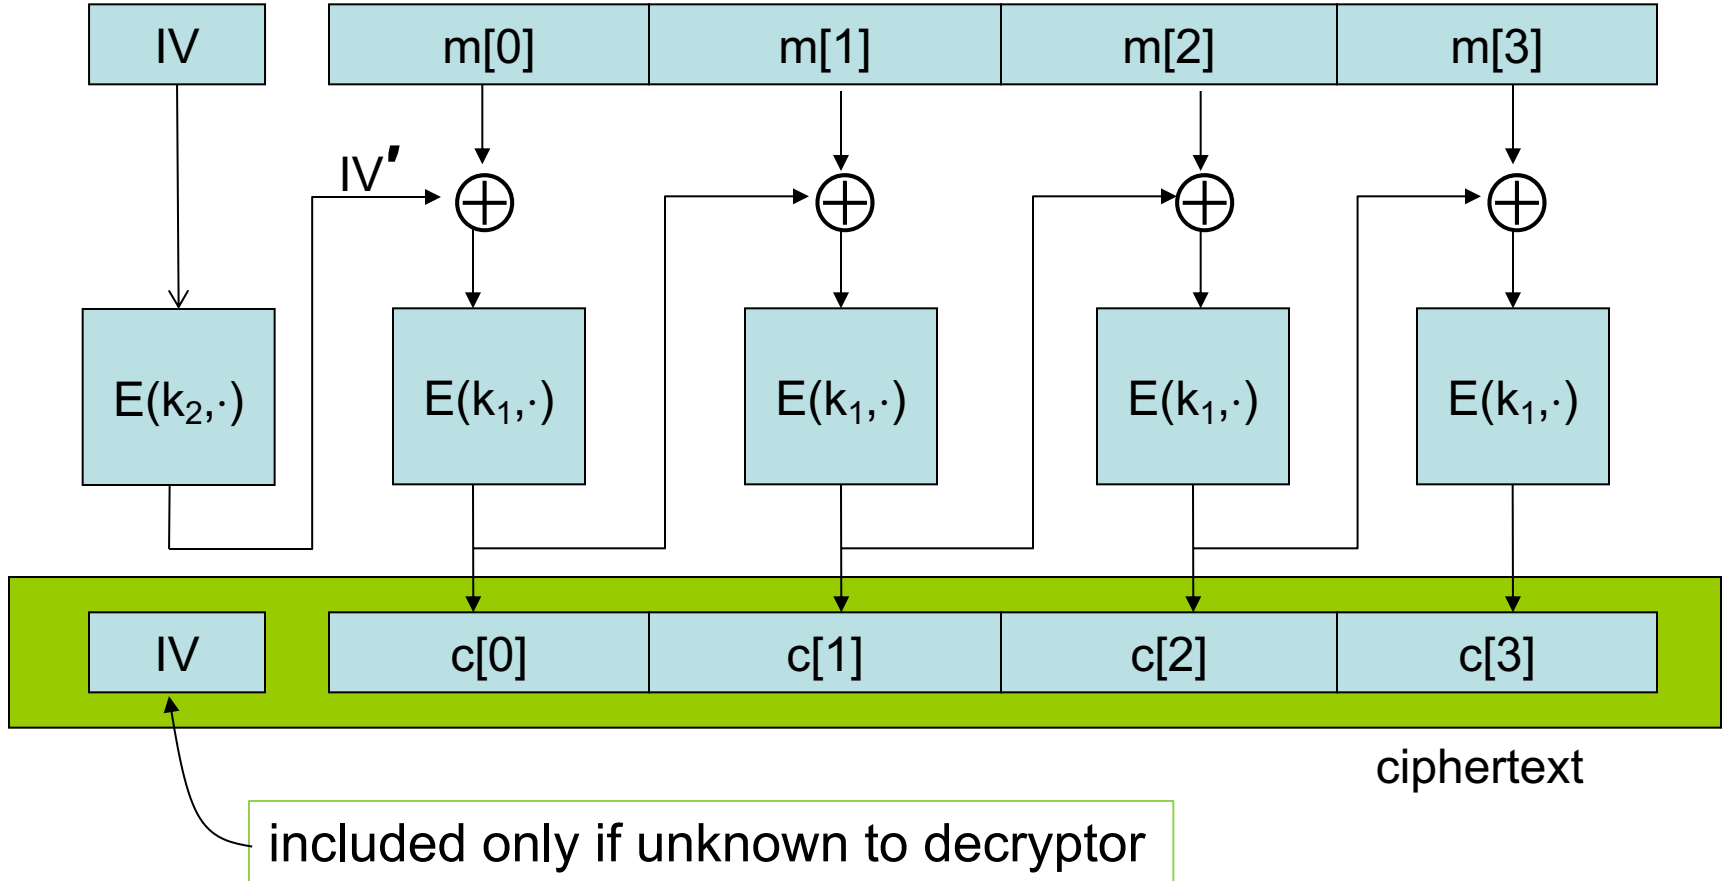 IV m[0] m[1] m[2] m[3]
IV′
E(k₂,·) E(k₁,·) E(k₁,·) E(k₁,·) E(k₁,·)
IV c[0] c[1] c[2] c[3]
ciphertext
included only if unknown to decryptor